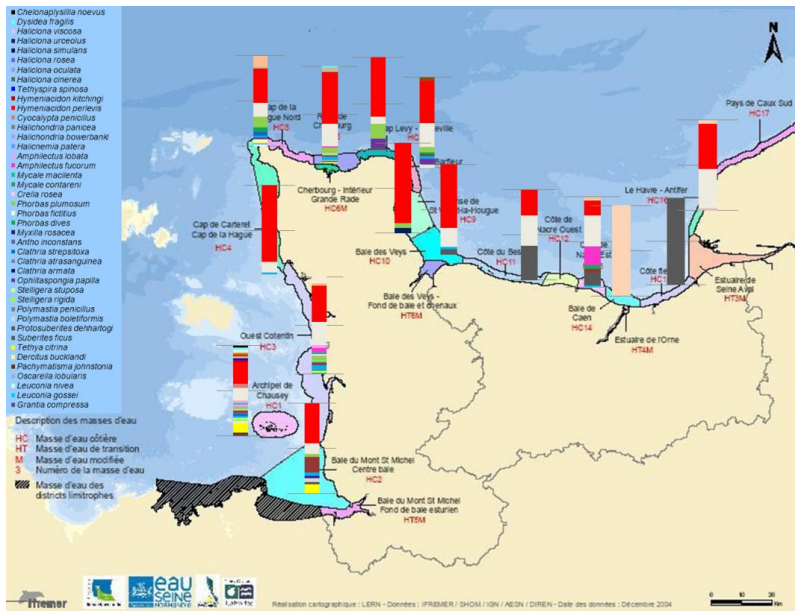 Chelonaplysilla noevus
Dysidea fragilis
Haliclona viscosa
Haliclona urceolus
Haliclona simulans
Haliclona rosea
Haliclona oculata
Haliclona cinerea
Tethyspira spinosa
Hymeniacidon kitchingi
Hymeniacidon perlevis
Ciocalypta penicillus
Halichondria panicea
Halichondria bowerbanki
Halicnemia patera
Amphilectus lobata
Amphilectus fucorum
Mycale macilenta
Mycale contareni
Crella rosea
Phorbas plumosum
Phorbas fictitius
Phorbas dives
Myxilla rosacea
Antho inconstans
Clathria strepsitoxa
Clathria atrasanguinea
Clathria armata
Ophlitaspongia papilla
Stelligera stuposa
Stelligera rigida
Polymastia penicillus
Polymastia boletiformis
Protosuberites dehhartogi
Suberites ficus
Tethya citrina
Dercitus bucklandi
Pachymatisma johnstonia
Oscarella lobularis
Leuconia nivea
Leuconia gossei
Grantia compressa
Description des masses d'eau
HC Masse d'eau côtière
HT Masse d'eau de transition
M Masse d'eau modifiée
3 Numéro de la masse d'eau
Masse d'eau des
districts limitrophes
N
Pays de Caux Sud
HC17
Cherbourg - Intérieur
Grande Rade
HC6M
Le Havre - Antifer
Cap de Carteret
Cap de la Hague
HC4
HC9
Baie des Veys
HC10
Côte du Bes
HC11
Côte de
Nacre Ouest
HC12
Baie des Veys -
Fond de baie et chenaux
HT6M
Baie de
Caen
HC14
Estuaire de
Seine Aval
HT3M
Estuaire de l'Orne
HT4M
Ouest Cotentin
HC3
Archipel de
Chausey
HC1
Baie du Mont St Michel
Centre baie
HC2
Baie du Mont St Michel
Fond de baie estuarien
HT5M
Ifremer
eau
SEINE
NORMANDIE
Réalisation cartographique : LERN - Données : IFREMER / SHOM / IGN / AESN / DIREN - Date des données : Décembre 2004
0 10 20
Km